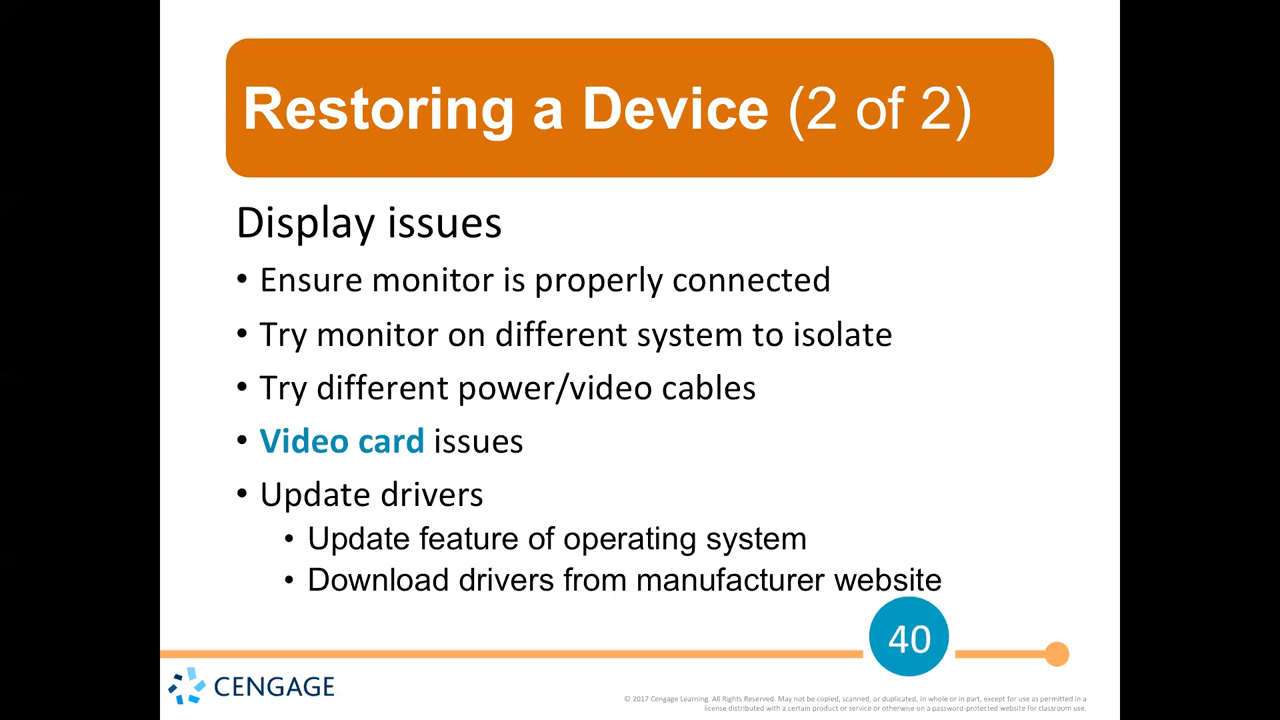 Restoring a Device (2 of 2)
Display issues
• Ensure monitor is properly connected
• Try monitor on different system to isolate
• Try different power/video cables
• Video card issues
• Update drivers
• Update feature of operating system
• Download drivers from manufacturer website
40
CENGAGE
© 2017 Cengage Learning. All Rights Reserved. May not be copied, scanned, or duplicated, in whole or in part, except for use as permitted in a
license distributed with a certain product or service or otherwise on a password-protected website for classroom use.